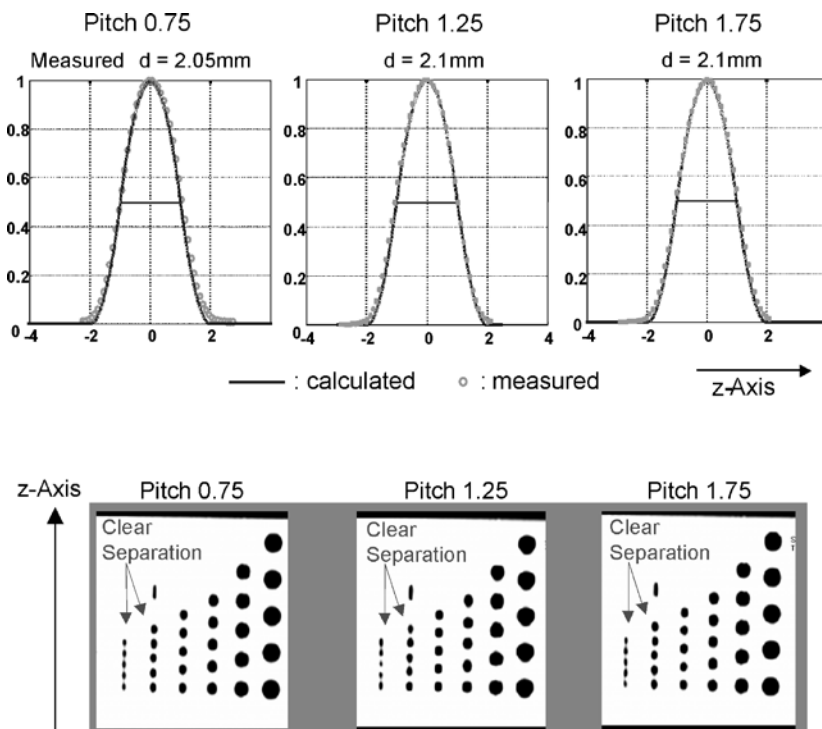 Pitch 0.75 Pitch 1.25 Pitch 1.75
Measured d = 2.05mm d = 2.1mm d = 2.1mm
1 1 1
0.8 0.8 0.8
0.6 0.6 0.6
0.4 0.4 0.4
0.2 0.2 0.2
0 0 0
-4 -2 0 2 -4 -2 0 2 4 -4 -2 0 2 4
: calculated : measured
z-Axis
z-Axis Pitch 0.75 Pitch 1.25 Pitch 1.75
Clear Clear Clear
Separation Separation Separation
S
T